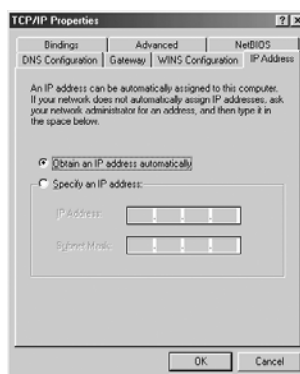 TCP/IP Properties
Bindings
Advanced
NetBIOS
DNS Configuration
Gateway
WINS Configuration
IP Address
An IP address can be automatically assigned to this computer.
If your network does not automatically assign IP addresses, ask
your network administrator for an address, and then type it in
the space below.
Obtain an IP address automatically
Specify an IP address:
IP Address:
Subnet Mask:
OK
Cancel